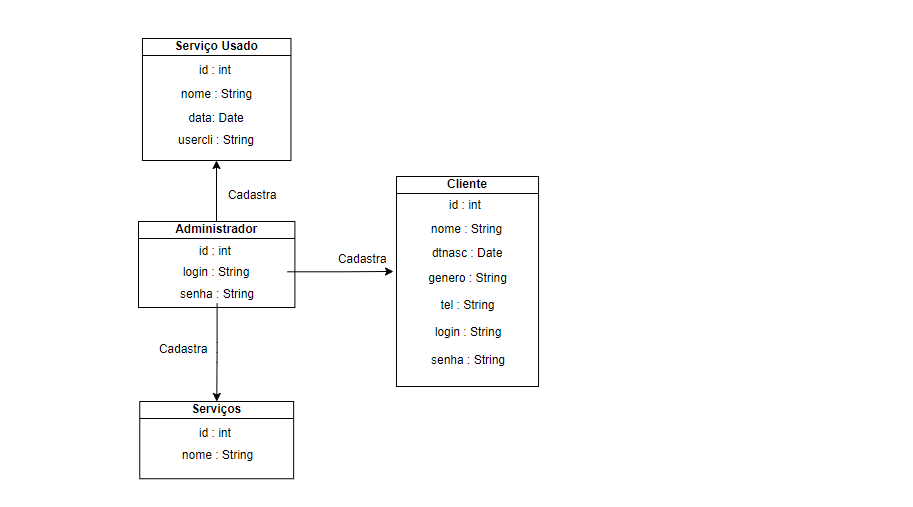 Serviço Usado
id : int
nome : String
data: Date
usercli : String
Cadastra
Administrador
id : int
login : String
senha : String
Cadastra
Cliente
id : int
nome : String
dtnasc : Date
genero : String
tel : String
login : String
senha : String
Cadastra
Serviços
id : int
nome : String